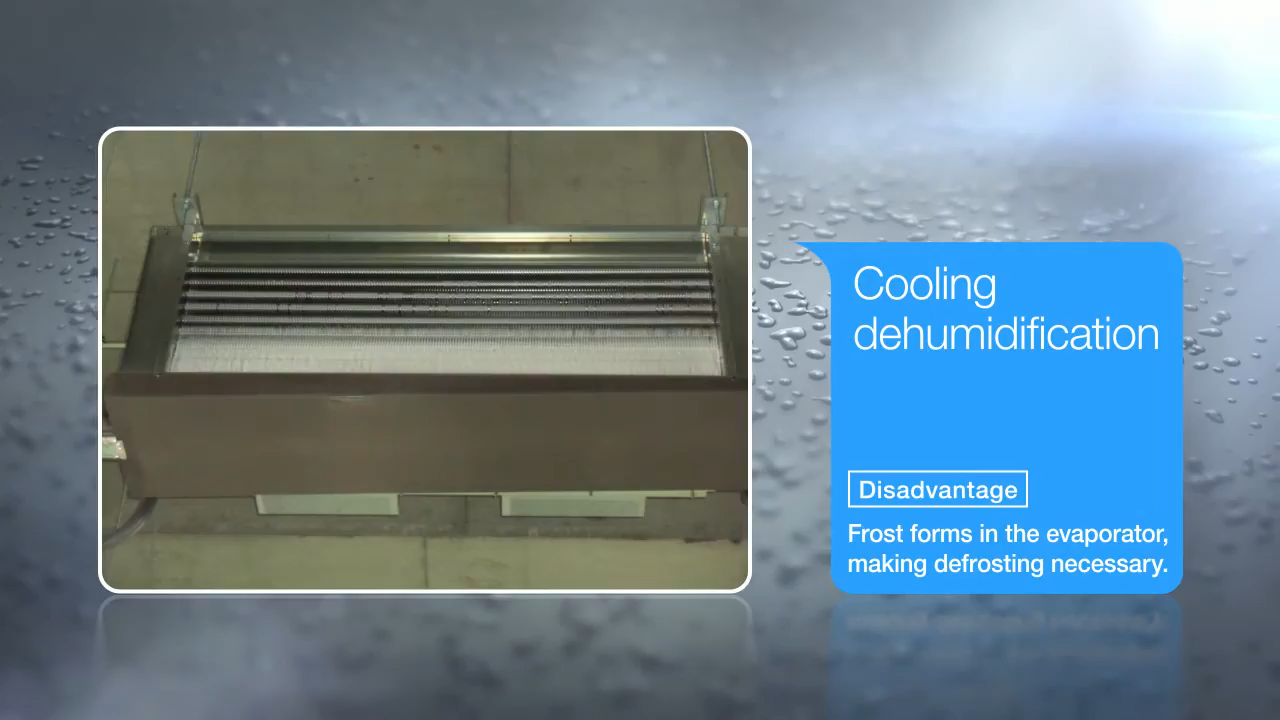 Cooling
dehumidification
Disadvantage
Frost forms in the evaporator,
making defrosting necessary.